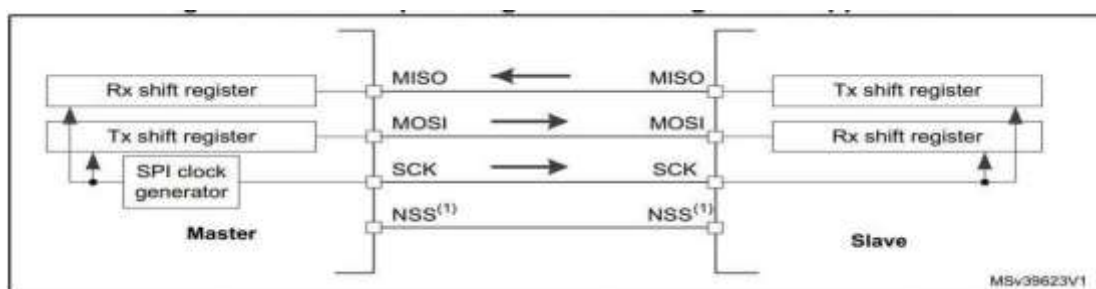 MISO MISO
Rx shift register Tx shift register
MOSI MOSI
Tx shift register Rx shift register
SPI clock generator
SCK SCK
NSS(1) NSS(1)
Master Slave
MSv39623V1